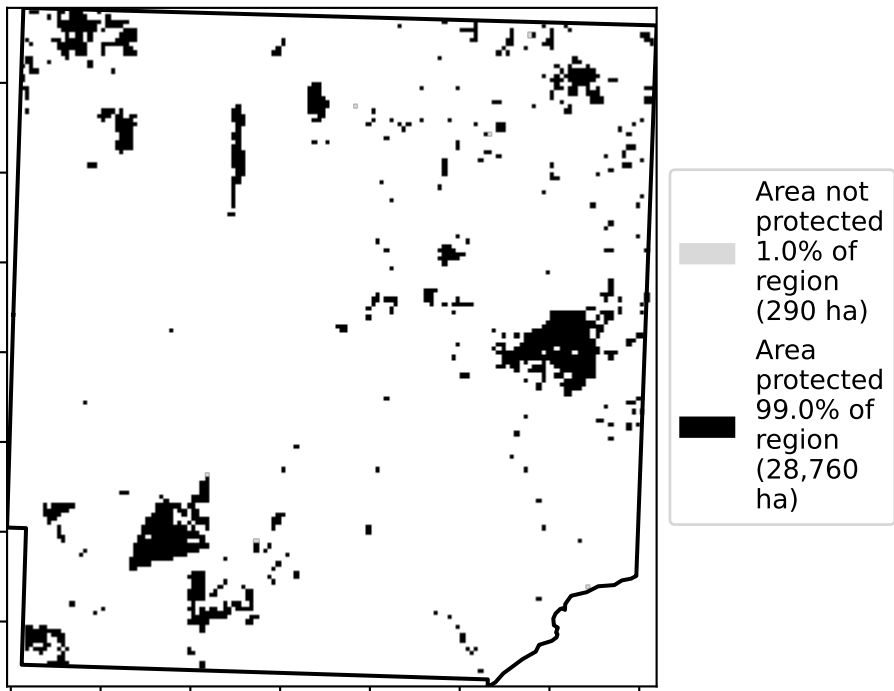 Area not
protected
1.0% of
region
(290 ha)
Area
protected
99.0% of
region
(28,760
ha)